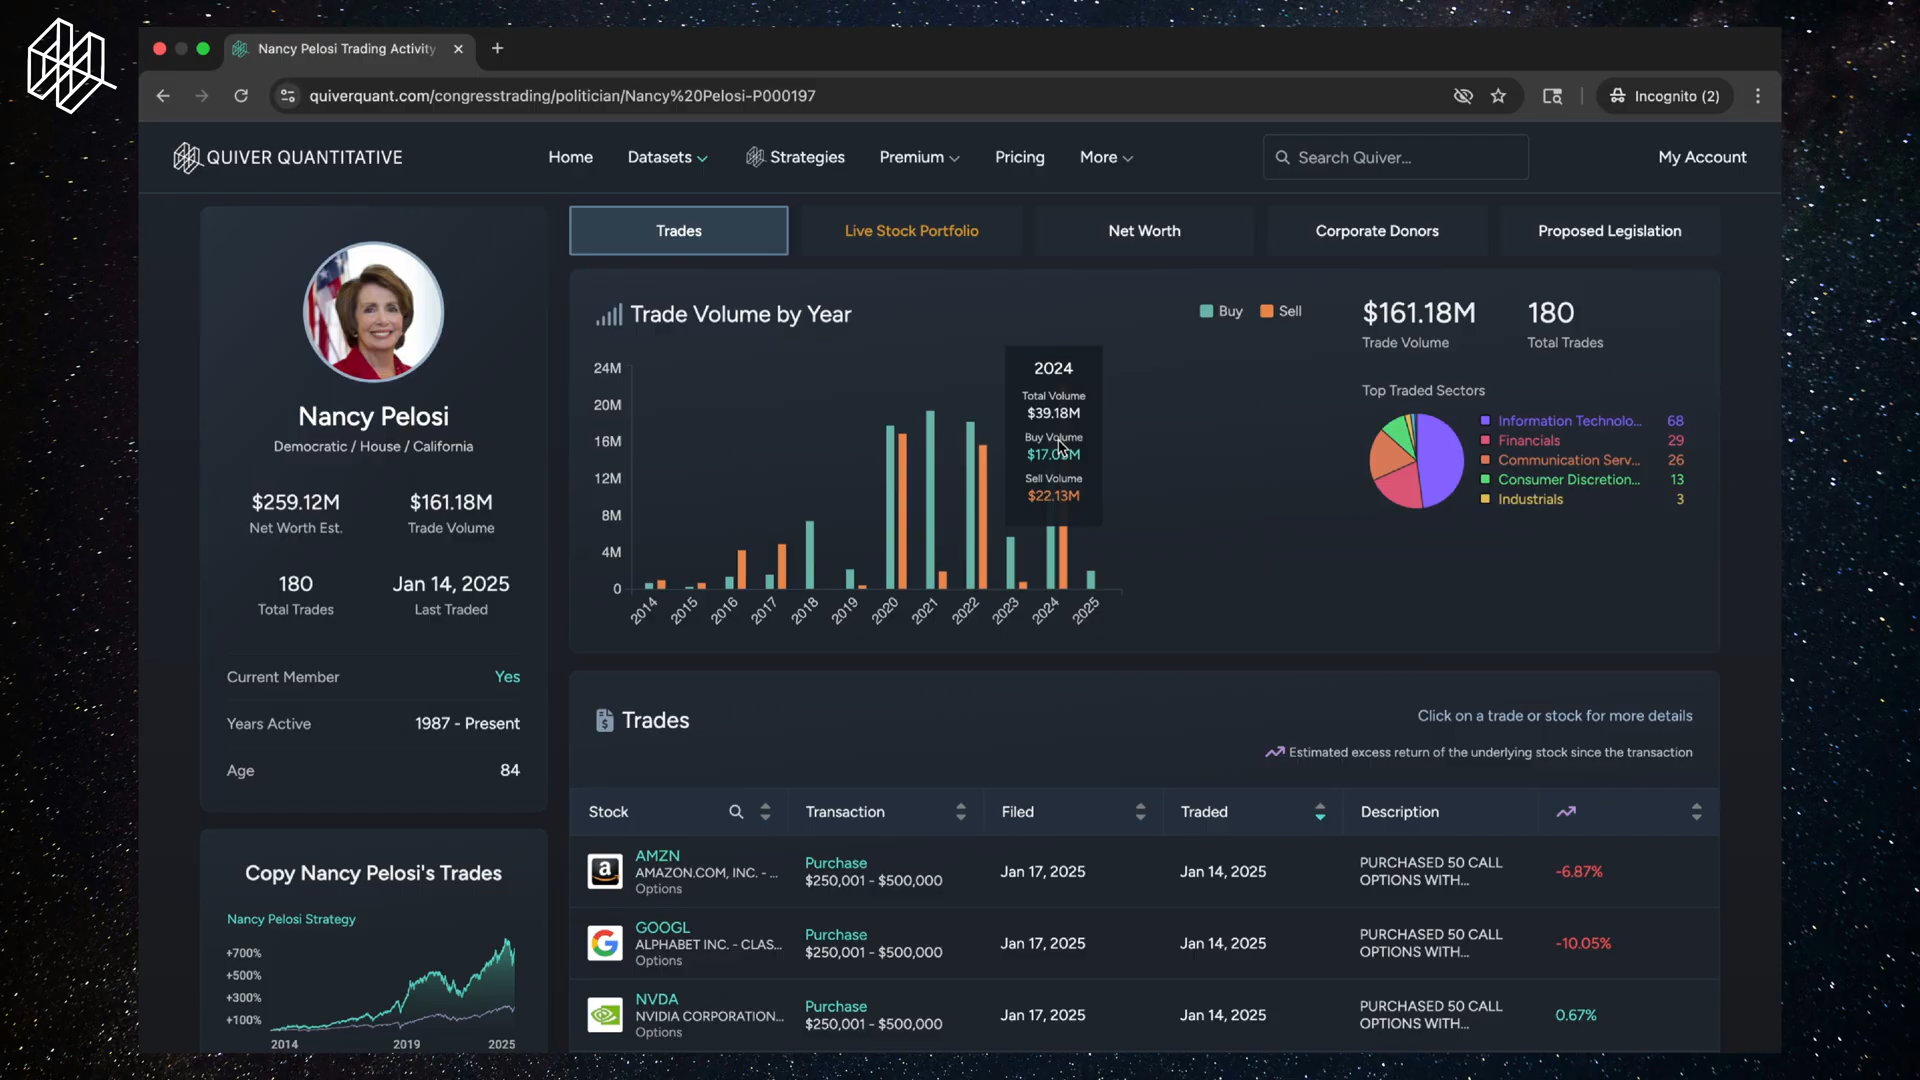 Nancy Pelosi Trading Activity
quiverquant.com/congresstrading/politician/Nancy%20Pelosi-P000197
Incognito (2)
QUIVER QUANTITATIVE
Home
Datasets
Strategies
Premium
Pricing
More
Search Quiver...
My Account
Nancy Pelosi
Democratic / House / California
$259.12M
$161.18M
Net Worth Est.
Trade Volume
180
Jan 14, 2025
Total Trades
Last Traded
Current Member
Yes
Years Active
1987 - Present
Age
84
Copy Nancy Pelosi's Trades
Nancy Pelosi Strategy
+700%
+500%
+300%
+100%
2014
2019
2025
Trades
Live Stock Portfolio
Net Worth
Corporate Donors
Proposed Legislation
Trade Volume by Year
Buy
Sell
24M
20M
16M
12M
8M
4M
0
2014
2015
2016
2017
2018
2019
2020
2021
2022
2023
2024
2025
2024
Total Volume
$39.18M
Buy Volume
Sell Volume
$22.13M
$161.18M
180
Trade Volume
Total Trades
Top Traded Sectors
Information Technolo... 68
Financials 29
Communication Serv... 26
Consumer Discretion... 13
Industrials 3
Trades
Click on a trade or stock for more details
Estimated excess return of the underlying stock since the transaction
Stock
Transaction
Filed
Traded
Description
AMZN
AMAZON.COM, INC. - ...
Options
Purchase
$250,001 - $500,000
Jan 17, 2025
Jan 14, 2025
PURCHASED 50 CALL
OPTIONS WITH...
-6.87%
GOOGL
ALPHABET INC. - CLAS...
Options
Purchase
$250,001 - $500,000
Jan 17, 2025
Jan 14, 2025
PURCHASED 50 CALL
OPTIONS WITH...
-10.05%
NVDA
NVIDIA CORPORATION...
Options
Purchase
$250,001 - $500,000
Jan 17, 2025
Jan 14, 2025
PURCHASED 50 CALL
OPTIONS WITH...
0.67%